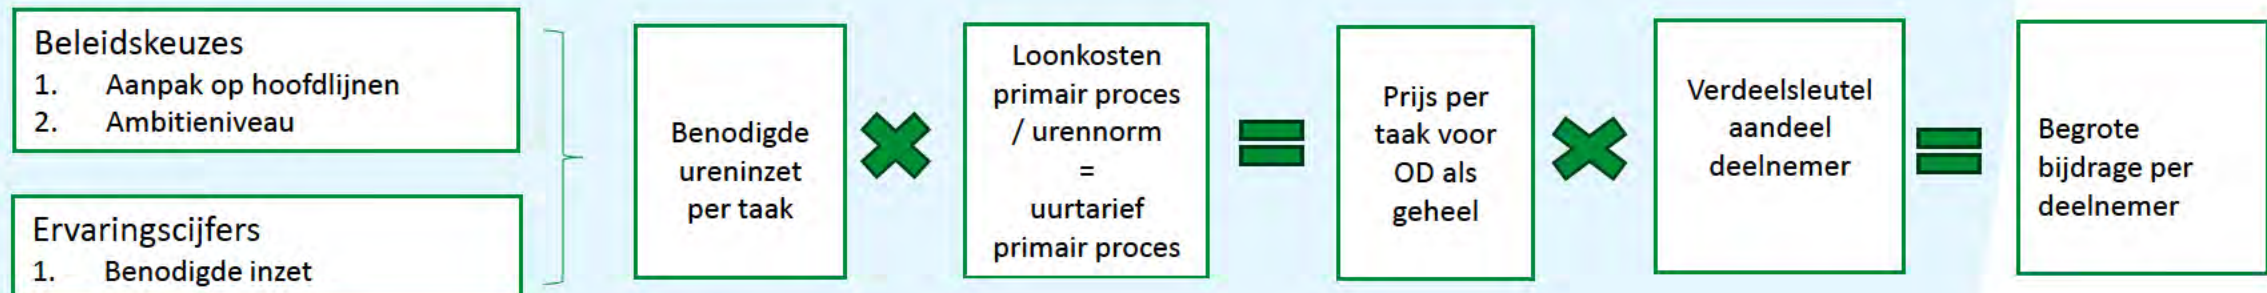 Beleidskeuzes
1. Aanpak op hoofdlijnen
2. Ambitieniveau
Ervaringscijfers
1. Benodigde inzet
Benodigde
ureninzet
per taak
Loonkosten
primair proces
/ urennorm
=
uurtarief
primair proces
Prijs per
taak voor
OD als
geheel
Verdeelsleutel
aandeel
deelnemer
Begrote
bijdrage per
deelnemer